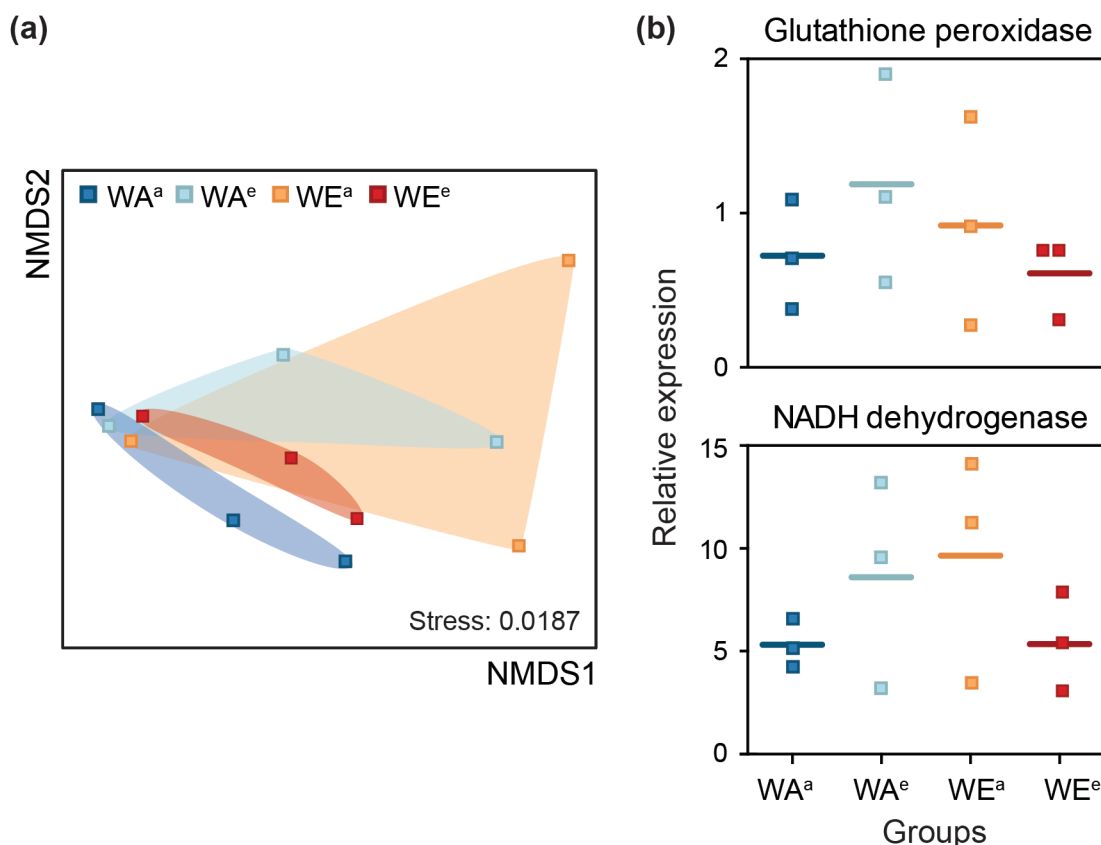 (a)
NMDS2
WAᵃ WAᵉ WEᵃ WEᵉ
Stress: 0.0187
NMDS1
(b)
Glutathione peroxidase
2
1
0
Relative expression
NADH dehydrogenase
15
10
5
0
WAᵃ WAᵉ WEᵃ WEᵉ
Groups